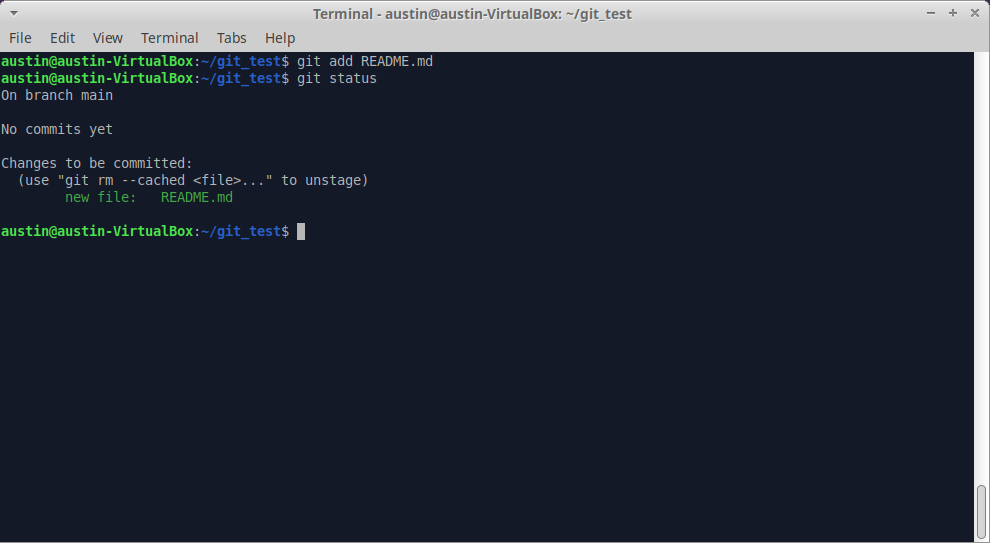 Terminal - austin@austin-VirtualBox: ~/git_test
File Edit View Terminal Tabs Help
austin@austin-VirtualBox:~/git_test$ git add README.md
austin@austin-VirtualBox:~/git_test$ git status
On branch main
No commits yet
Changes to be committed:
  (use "git rm --cached <file>..." to unstage)
        new file:   README.md
austin@austin-VirtualBox:~/git_test$